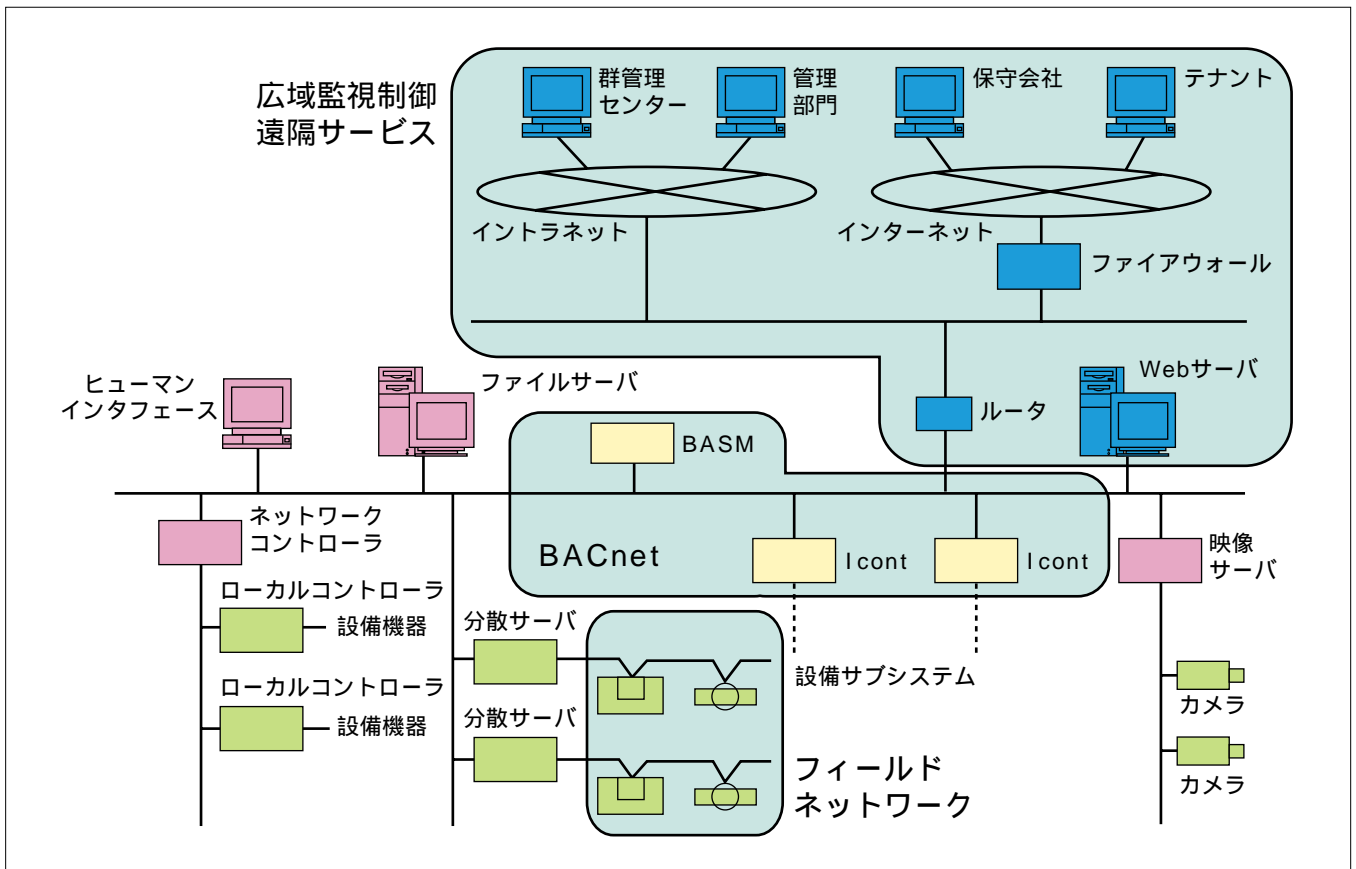 広域監視制御
遠隔サービス
群管理
センター
管理
部門
保守会社
テナント
イントラネット
インターネット
ファイアウォール
ヒューマン
インタフェース
ファイルサーバ
BASM
ルータ
Webサーバ
ネットワーク
コントローラ
BACnet
Icont
Icont
映像
サーバ
ローカルコントローラ
設備機器
分散サーバ
設備サブシステム
ローカルコントローラ
設備機器
分散サーバ
カメラ
フィールド
ネットワーク
カメラ